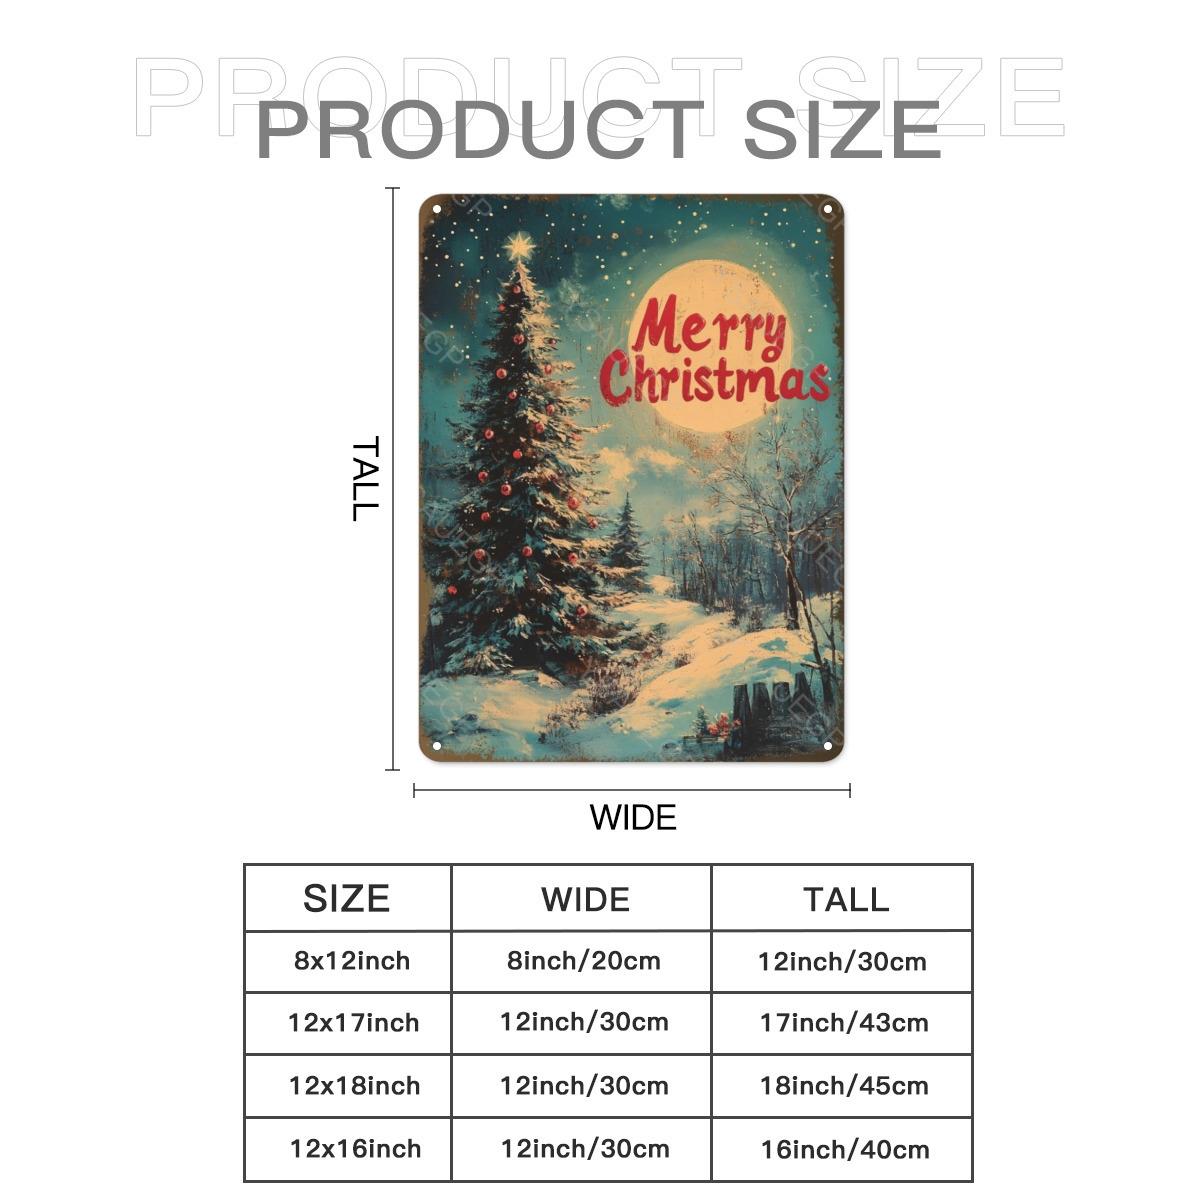 PRODUCT SIZE
PRODUCT SIZE
Merry
Christmas
TALL
WIDE
SIZE WIDE TALL
8x12inch 8inch/20cm 12inch/30cm
12x17inch 12inch/30cm 17inch/43cm
12x18inch 12inch/30cm 18inch/45cm
12x16inch 12inch/30cm 16inch/40cm